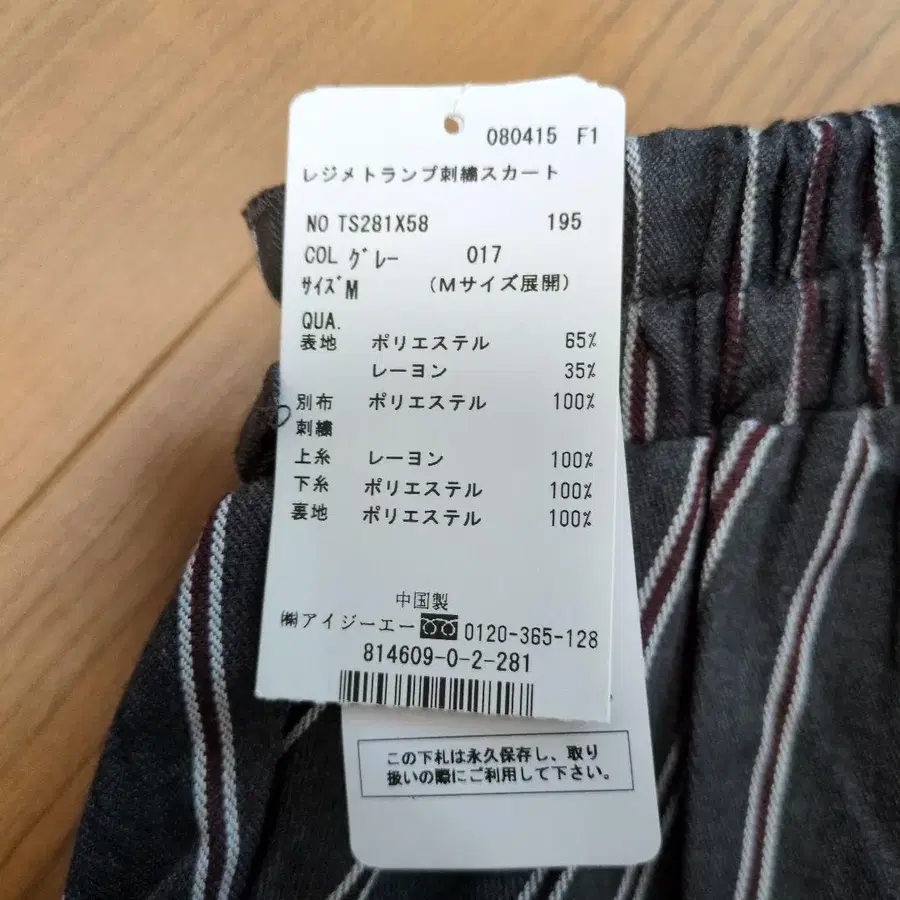 080415 F1
レジメトランプ刺繍スカート
NO TS281X58 195
COL グレー 017
サイズ M (Mサイズ展開)
QUA.
表地 ポリエステル 65%
レーヨン 35%
別布 ポリエステル 100%
刺繍
上糸 レーヨン 100%
下糸 ポリエステル 100%
裏地 ポリエステル 100%
中国製
㈱アイジーエー 0120-365-128
814609-0-2-281
この下札は永久保存し、取り
扱いの際にご利用して下さい。